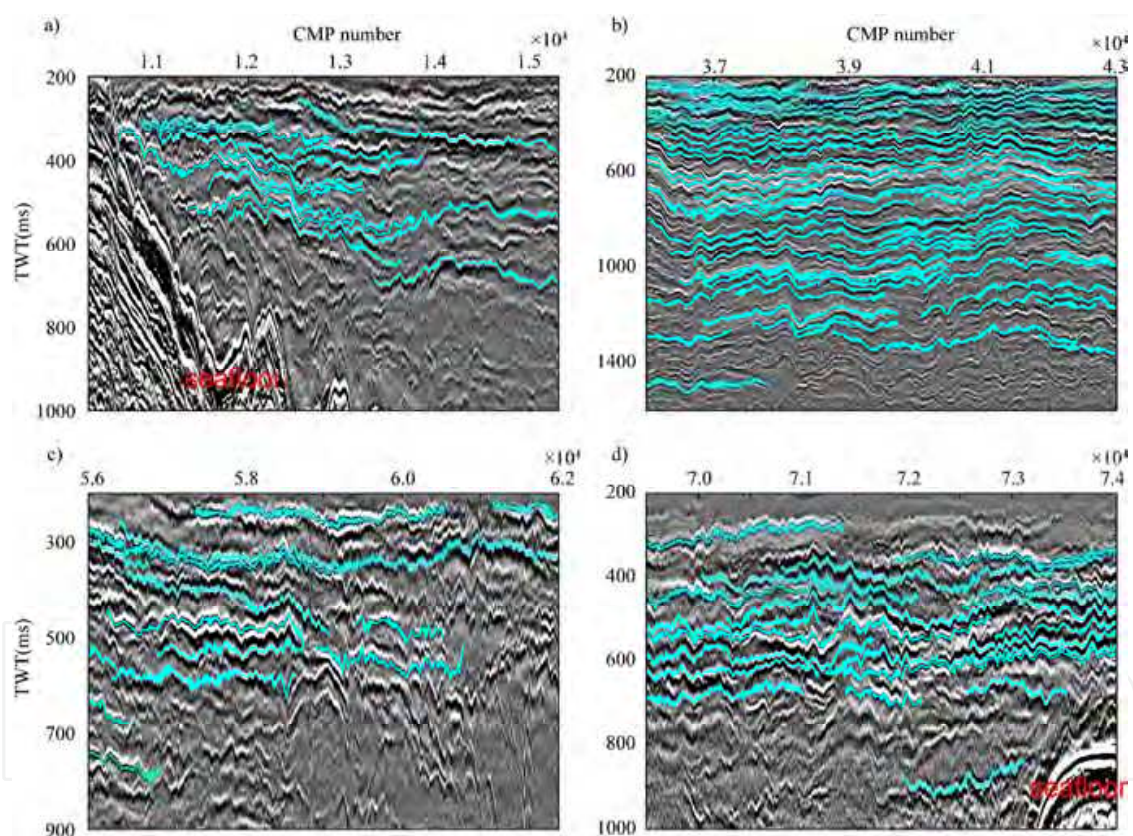 a)
CMP number
×10⁴
1.1 1.2 1.3 1.4 1.5
200
400
600
800
1000
TWT(ms)
seafloor
b)
CMP number
×10⁴
3.7 3.9 4.1 4.3
200
600
1000
1400
c)
×10⁴
5.6 5.8 6.0 6.2
300
500
700
900
TWT(ms)
d)
×10⁴
7.0 7.1 7.2 7.3 7.4
200
400
600
800
1000
seafloor